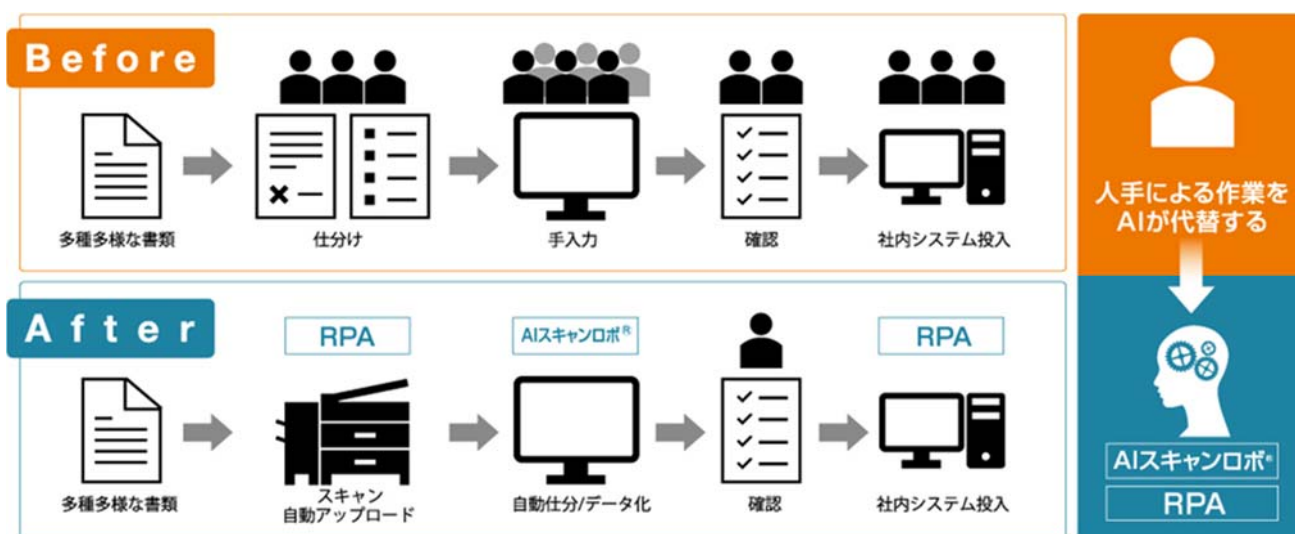 Before
多種多様な書類
仕分け
手入力
確認
社内システム投入
After
RPA
AIスキャンロボ®
RPA
多種多様な書類
スキャン
自動アップロード
自動仕分/データ化
確認
社内システム投入
人手による作業を
AIが代替する
AIスキャンロボ®
RPA